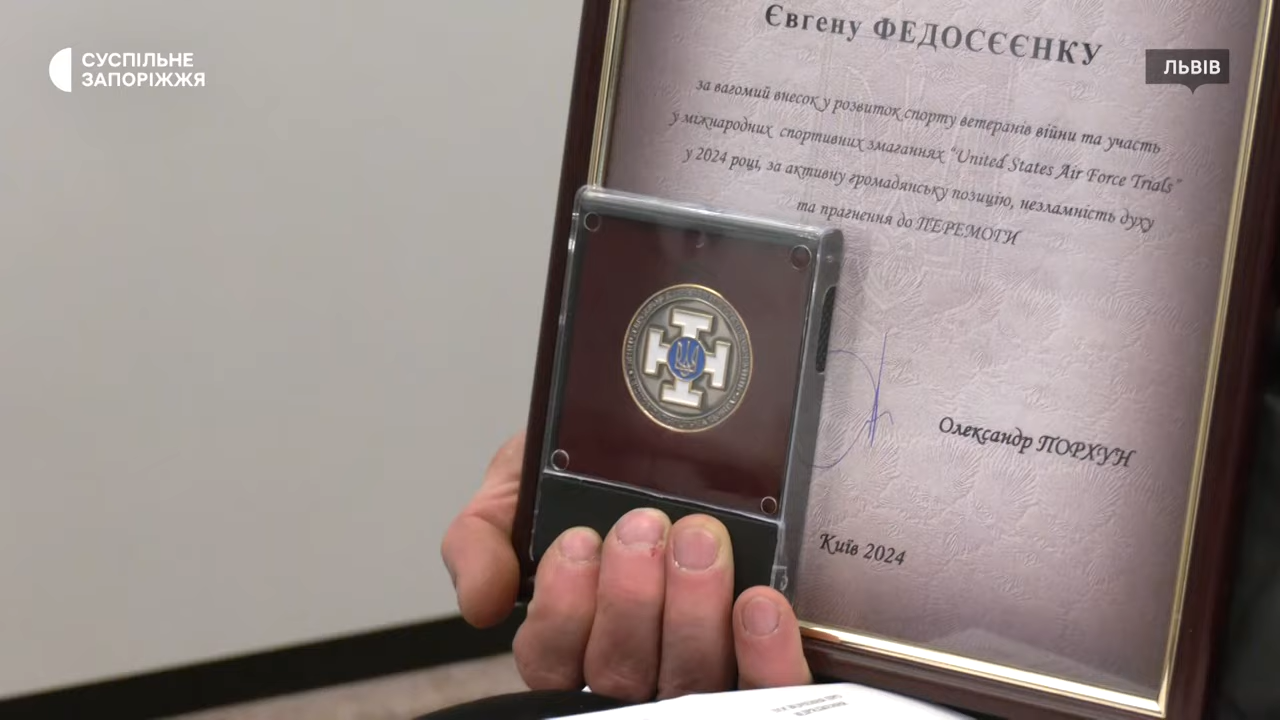 СУСПІЛЬНЕ
ЗАПОРІЖЖЯ
ЛЬВІВ
Євгену ФЕДОСЄЄНКУ
за вагомий внесок у розвиток спорту ветеранів війни та участь
у міжнародних спортивних змаганнях “United States Air Force Trials”
у 2024 році, за активну громадянську позицію, незламність духу
та прагнення до ПЕРЕМОГИ
Олександр ПОРХУН
Київ 2024